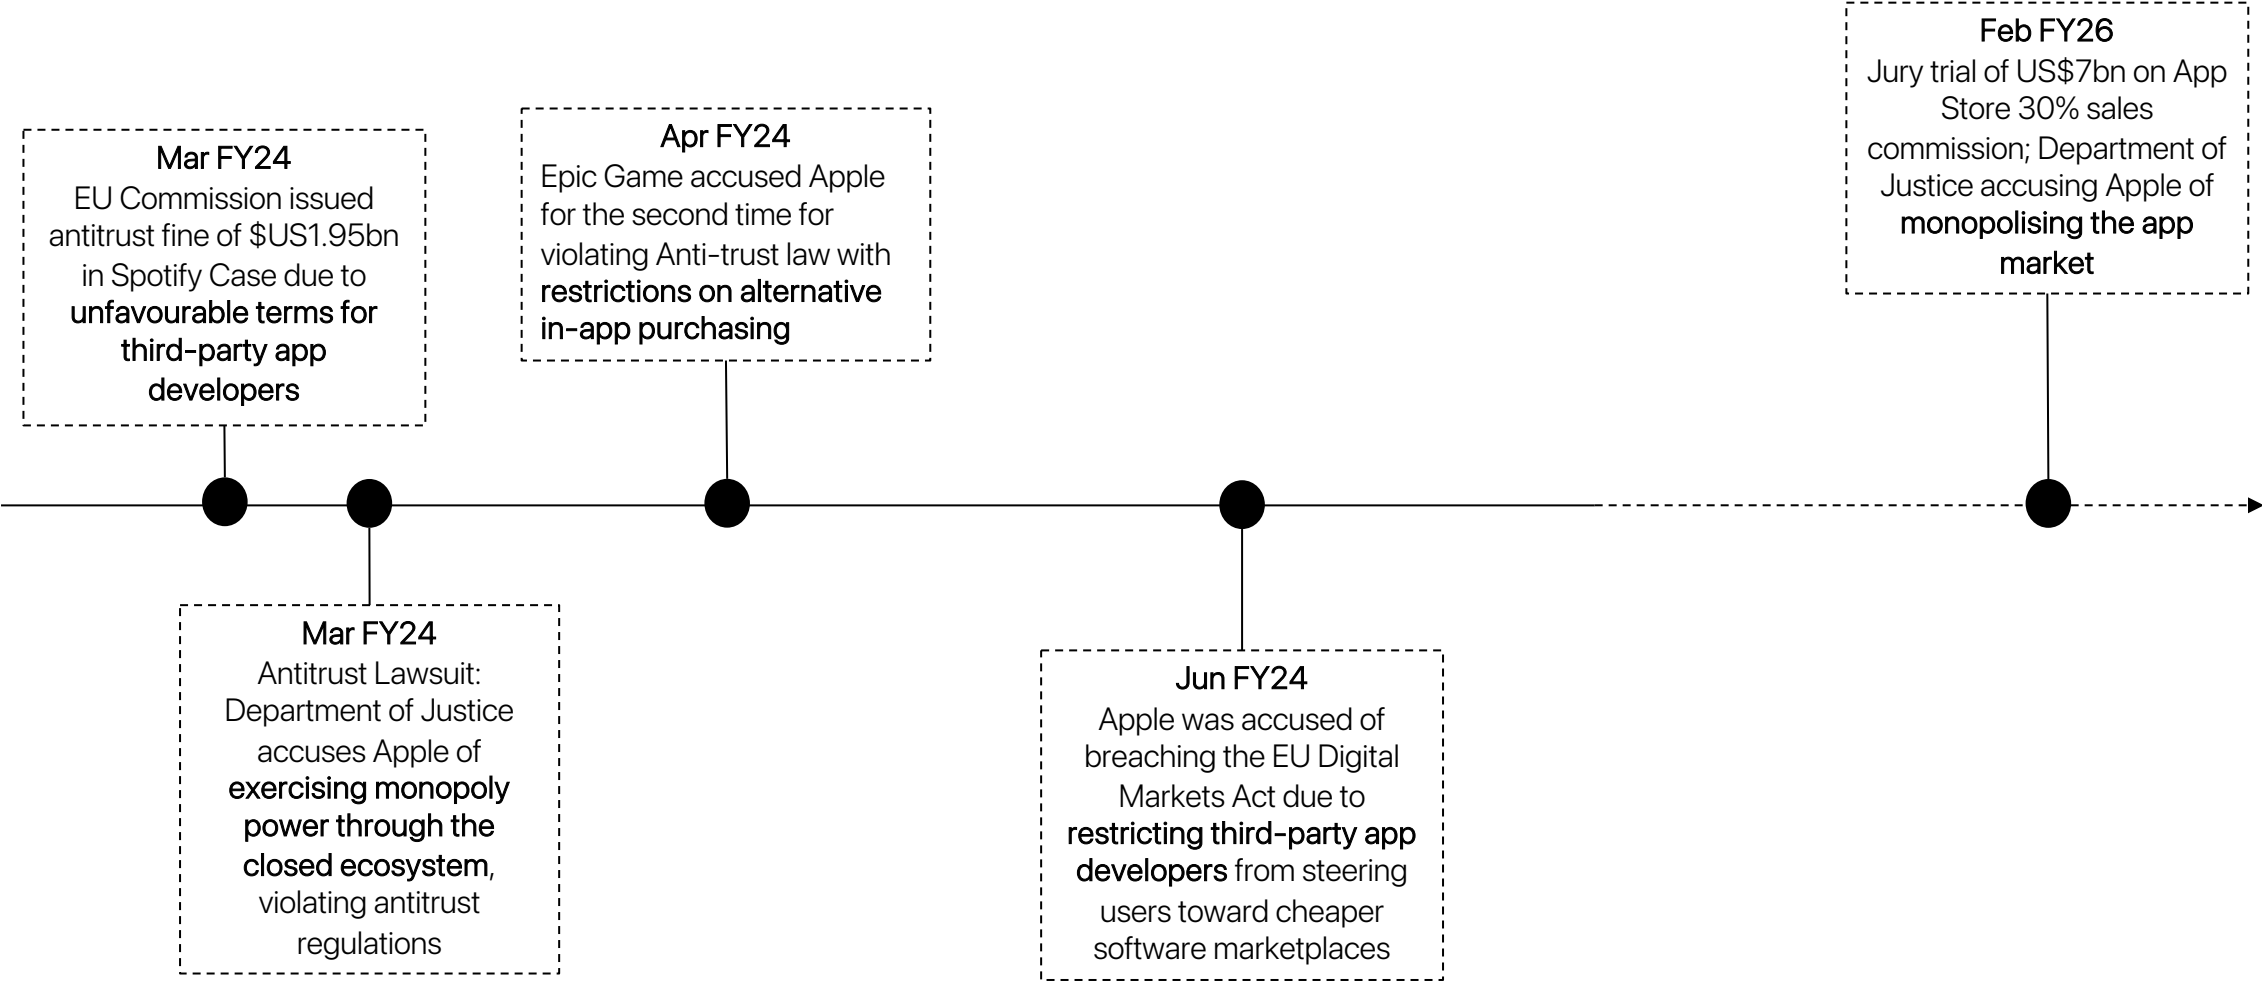 Mar FY24
EU Commission issued
antitrust fine of $US1.95bn
in Spotify Case due to
unfavourable terms for
third-party app
developers
Mar FY24
Antitrust Lawsuit:
Department of Justice
accuses Apple of
exercising monopoly
power through the
closed ecosystem,
violating antitrust
regulations
Apr FY24
Epic Game accused Apple
for the second time for
violating Anti-trust law with
restrictions on alternative
in-app purchasing
Jun FY24
Apple was accused of
breaching the EU Digital
Markets Act due to
restricting third-party app
developers from steering
users toward cheaper
software marketplaces
Feb FY26
Jury trial of US$7bn on App
Store 30% sales
commission; Department of
Justice accusing Apple of
monopolising the app
market